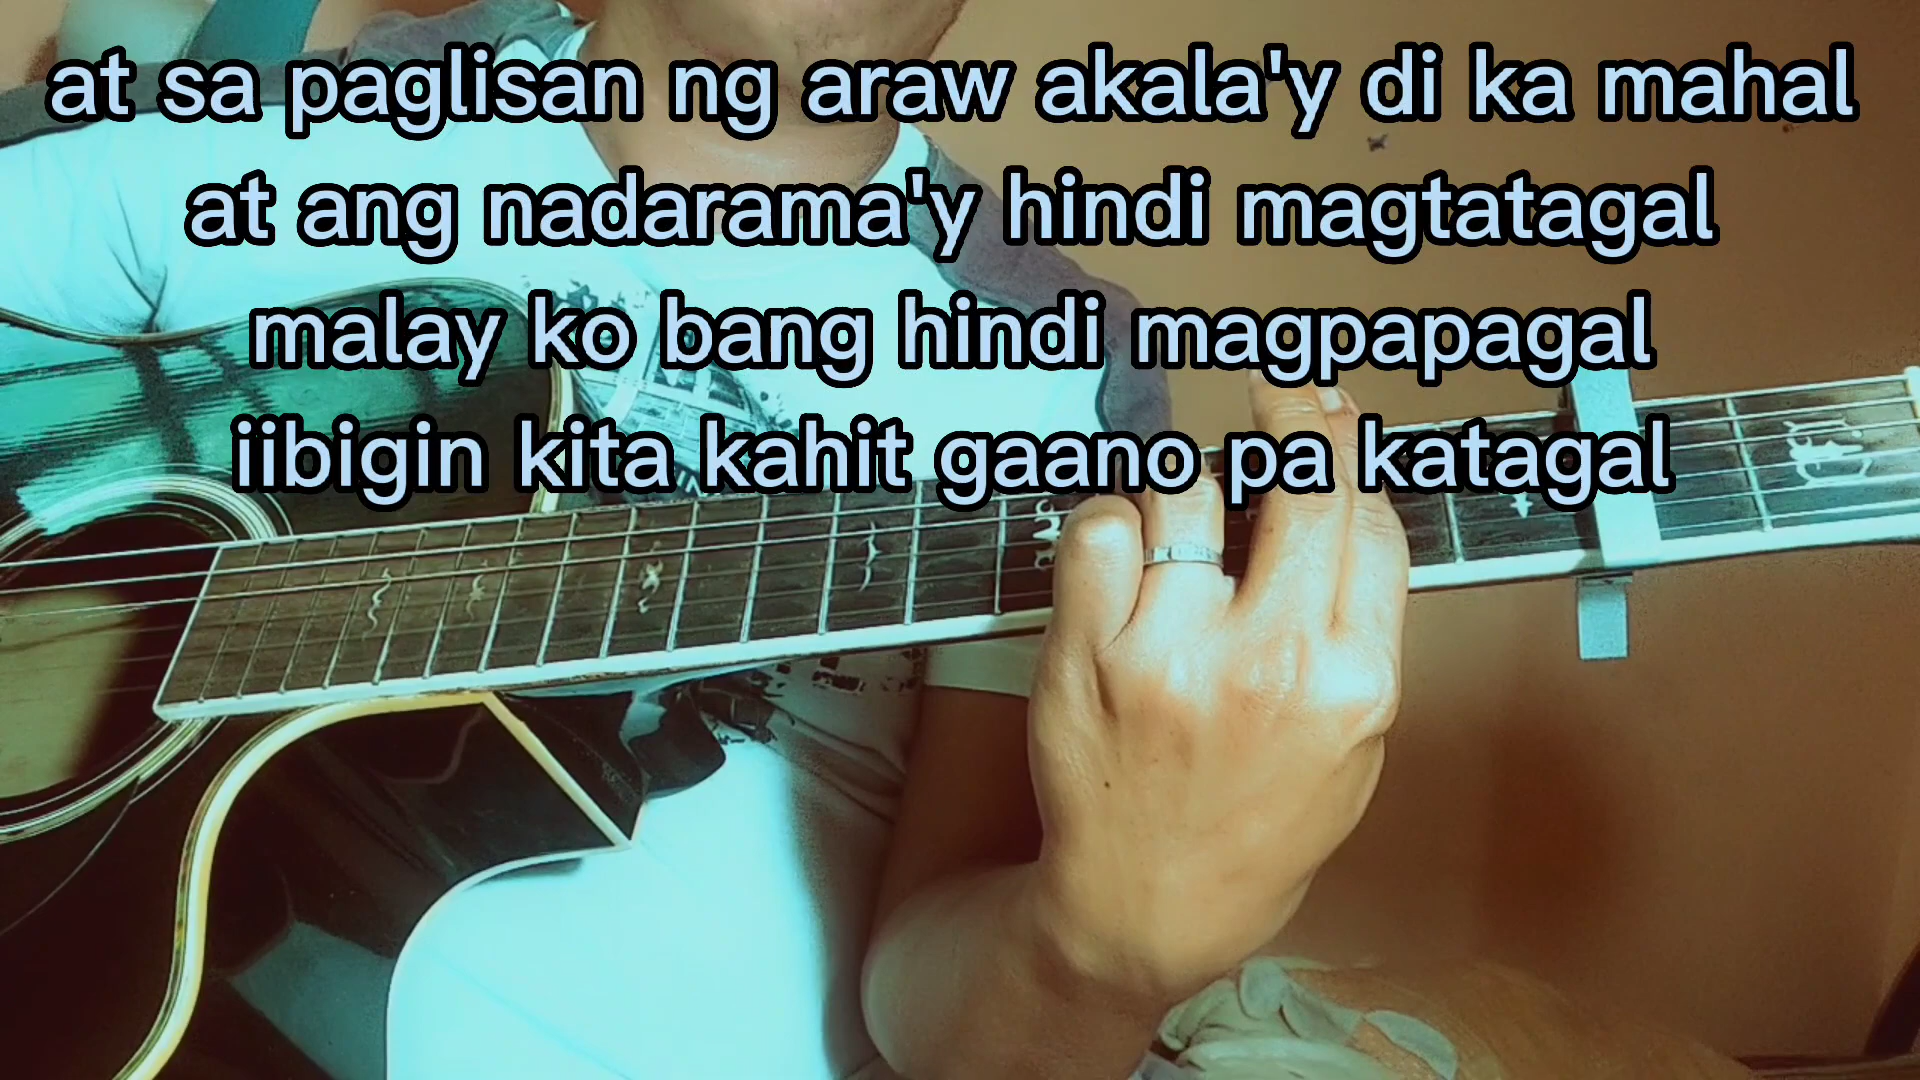 at sa paglisan ng araw akala'y di ka mahal
at ang nadarama'y hindi magtatagal
malay ko bang hindi magpapagal
iibigin kita kahit gaano pa katagal